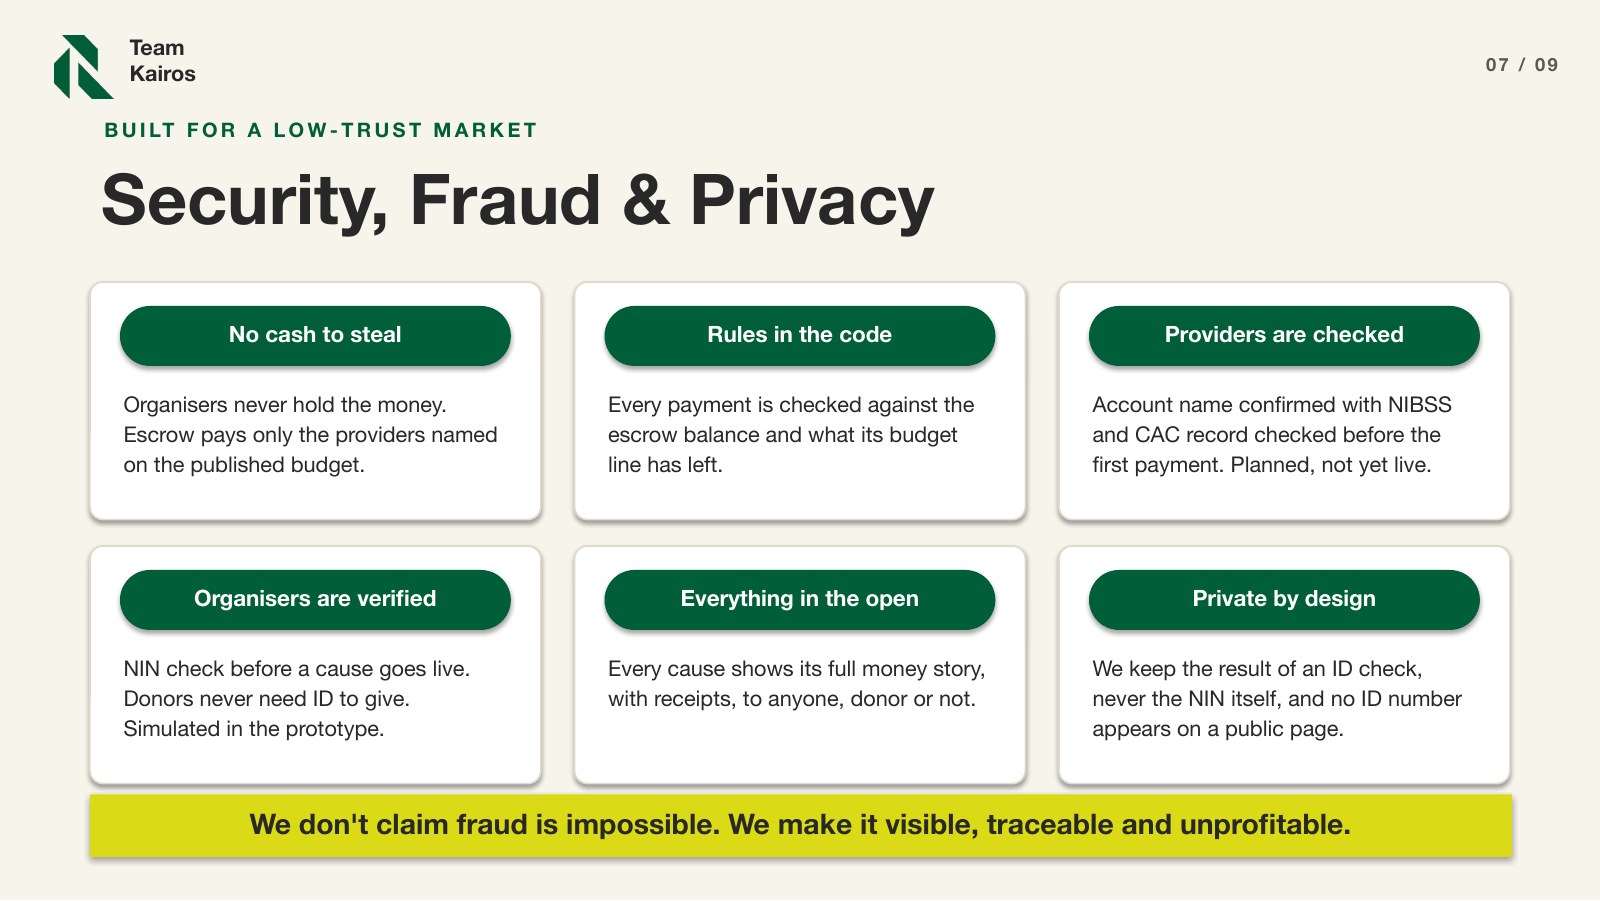 Team
Kairos
07 / 09
BUILT FOR A LOW-TRUST MARKET
Security, Fraud & Privacy
No cash to steal
Organisers never hold the money.
Escrow pays only the providers named
on the published budget.
Rules in the code
Every payment is checked against the
escrow balance and what its budget
line has left.
Providers are checked
Account name confirmed with NIBSS
and CAC record checked before the
first payment. Planned, not yet live.
Organisers are verified
NIN check before a cause goes live.
Donors never need ID to give.
Simulated in the prototype.
Everything in the open
Every cause shows its full money story,
with receipts, to anyone, donor or not.
Private by design
We keep the result of an ID check,
never the NIN itself, and no ID number
appears on a public page.
We don't claim fraud is impossible. We make it visible, traceable and unprofitable.